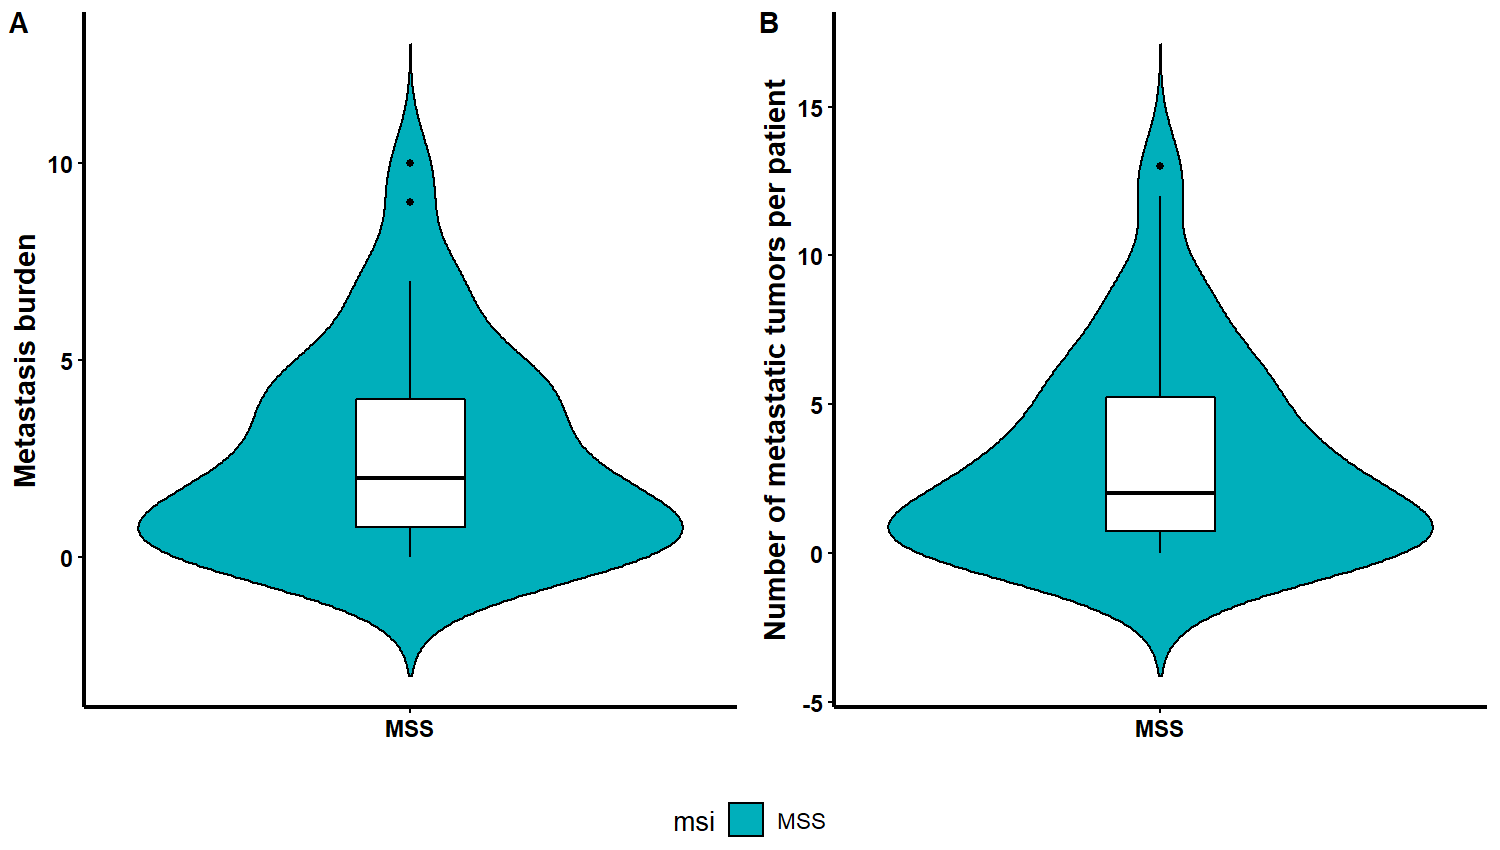 A
Metastasis burden
10
5
0
MSS
B
Number of metastatic tumors per patient
15
10
5
0
-5
MSS
msi MSS